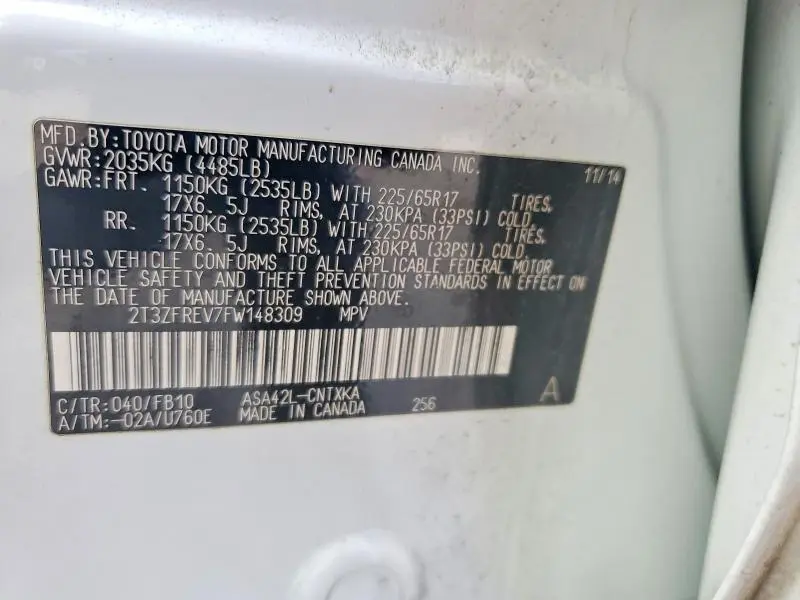 MFD. BY: TOYOTA MOTOR MANUFACTURING CANADA INC. 11/14
GVWR: 2035KG (4485LB)
GAWR: FRT. 1150KG (2535LB) WITH 225/65R17 TIRES,
17X6. 5J RIMS, AT 230KPA (33PSI) COLD.
RR. 1150KG (2535LB) WITH 225/65R17 TIRES,
17X6. 5J RIMS, AT 230KPA (33PSI) COLD.
THIS VEHICLE CONFORMS TO ALL APPLICABLE FEDERAL MOTOR
VEHICLE SAFETY AND THEFT PREVENTION STANDARDS IN EFFECT ON
THE DATE OF MANUFACTURE SHOWN ABOVE.
2T3ZFREV7FW148309 MPV
C/TR: 040/FB10 ASA42L-CNTXKA 256 A
A/TM: -02A/U760E MADE IN CANADA